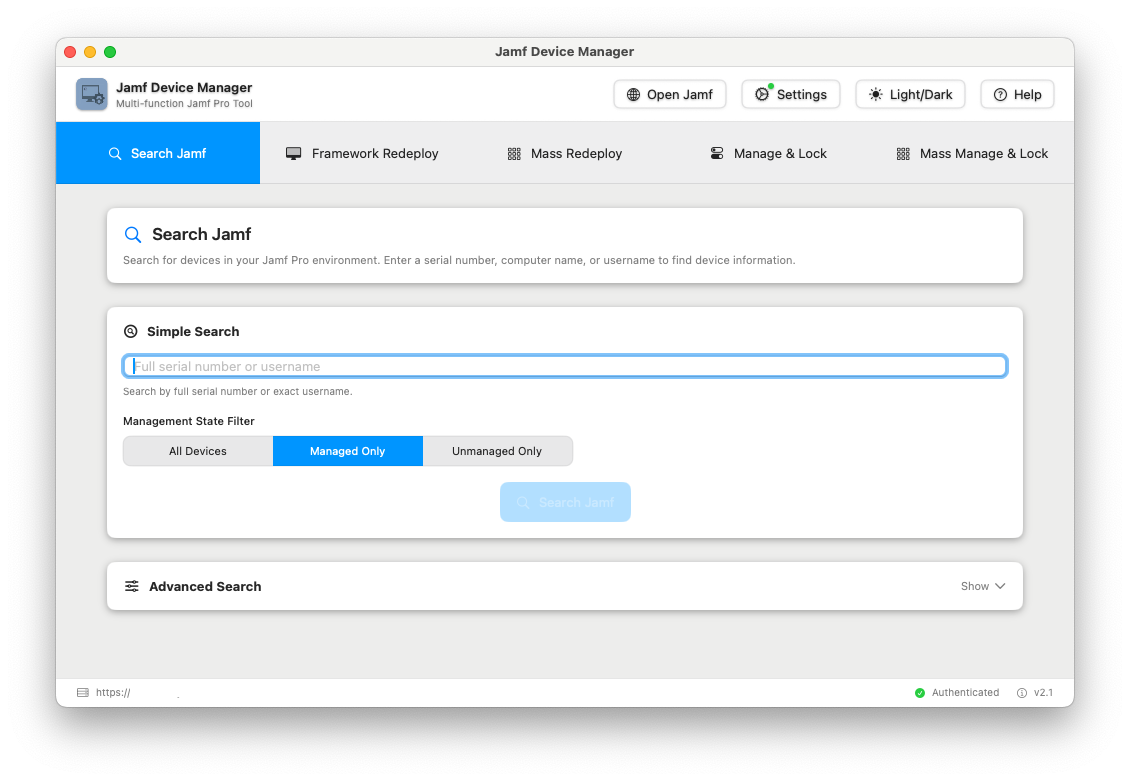 Jamf Device Manager
Jamf Device Manager
Multi-function Jamf Pro Tool
Open Jamf
Settings
Light/Dark
Help
Search Jamf
Framework Redeploy
Mass Redeploy
Manage & Lock
Mass Manage & Lock
Search Jamf
Search for devices in your Jamf Pro environment. Enter a serial number, computer name, or username to find device information.
Simple Search
Full serial number or username
Search by full serial number or exact username.
Management State Filter
All Devices
Managed Only
Unmanaged Only
Search Jamf
Advanced Search
Show
https://
Authenticated
v2.1